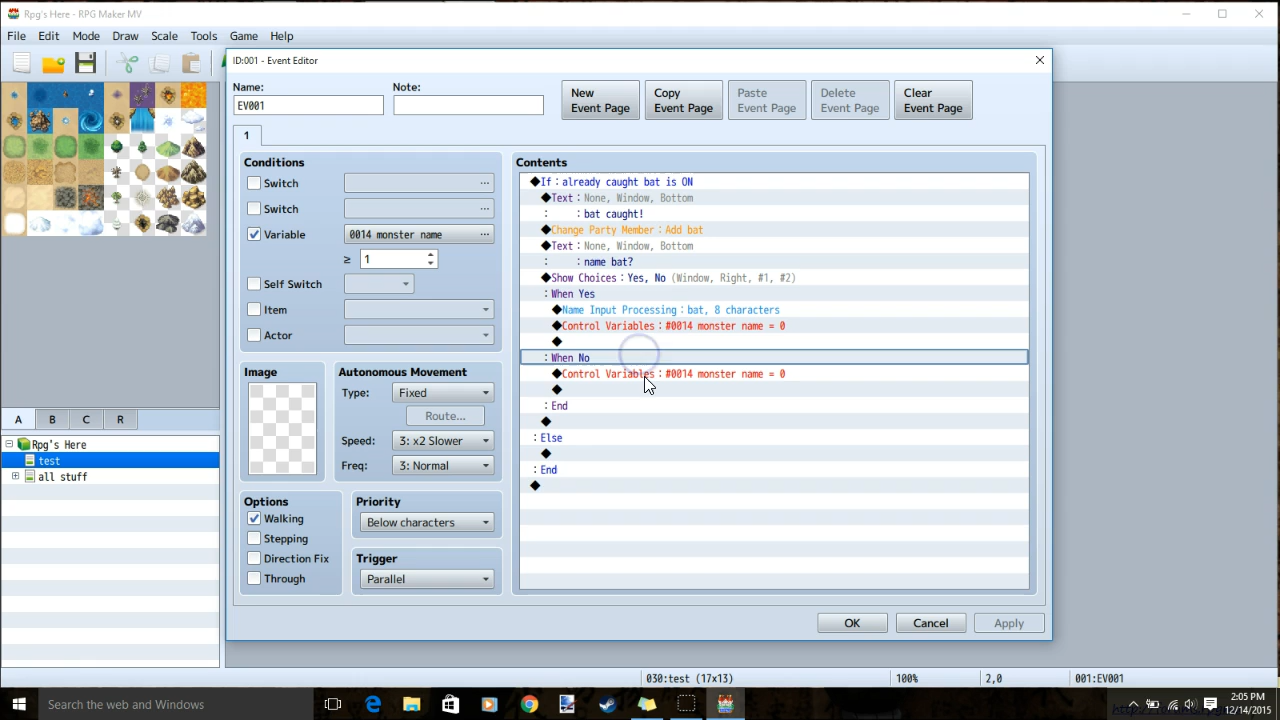 Rpg's Here - RPG Maker MV
File Edit Mode Draw Scale Tools Game Help
ID:001 - Event Editor
Name: Note:
EV001
New Event Page
Copy Event Page
Paste Event Page
Delete Event Page
Clear Event Page
1
Conditions
Switch ...
Switch ...
Variable 0014 monster name ...
≥ 1
Self Switch
Item
Actor
Image
Autonomous Movement
Type: Fixed
Route...
Speed: 3: x2 Slower
Freq: 3: Normal
Options
Walking
Stepping
Direction Fix
Through
Priority
Below characters
Trigger
Parallel
Contents
◆If：already caught bat is ON
◆Text：None, Window, Bottom
：　：bat caught!
◆Change Party Member：Add bat
◆Text：None, Window, Bottom
：　：name bat?
◆Show Choices：Yes, No (Window, Right, #1, #2)
：When Yes
◆Name Input Processing：bat, 8 characters
◆Control Variables：#0014 monster name = 0
◆
：When No
◆Control Variables：#0014 monster name = 0
◆
：End
◆
：Else
◆
：End
◆
OK Cancel Apply
A B C R
Rpg's Here
test
all stuff
030:test (17x13) 100% 2,0 001:EV001
Search the web and Windows
2:05 PM
12/14/2015